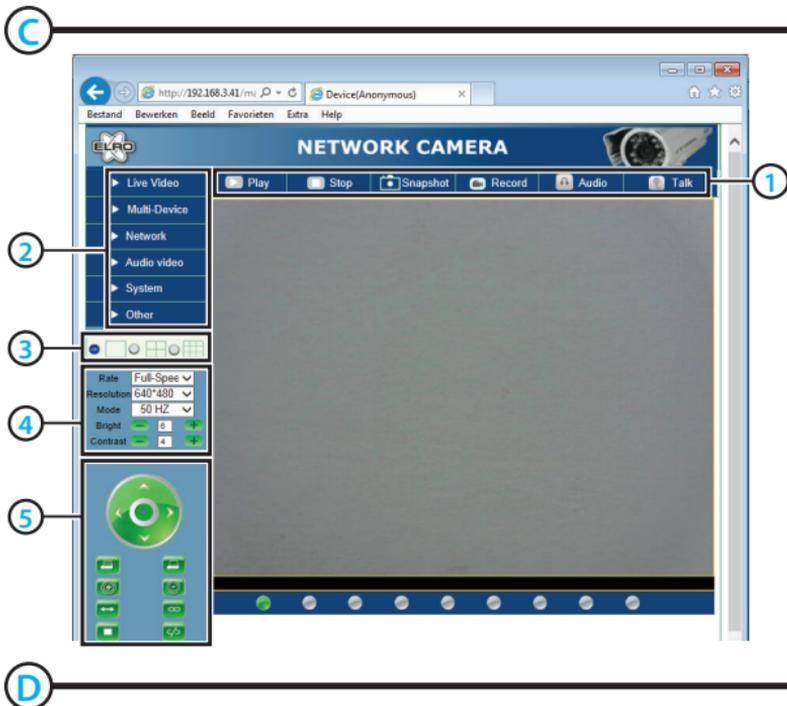 C
http://192.168.3.41/m
Device(Anonymous)
Bestand Bewerken Beeld Favorieten Extra Help
ELRO
NETWORK CAMERA
Play Stop Snapshot Record Audio Talk
1
Live Video
Multi-Device
Network
Audio video
System
Other
2
3
Rate Full-Spee
Resolution 640*480
Mode 50 HZ
Bright 6
Contrast 4
4
5
D